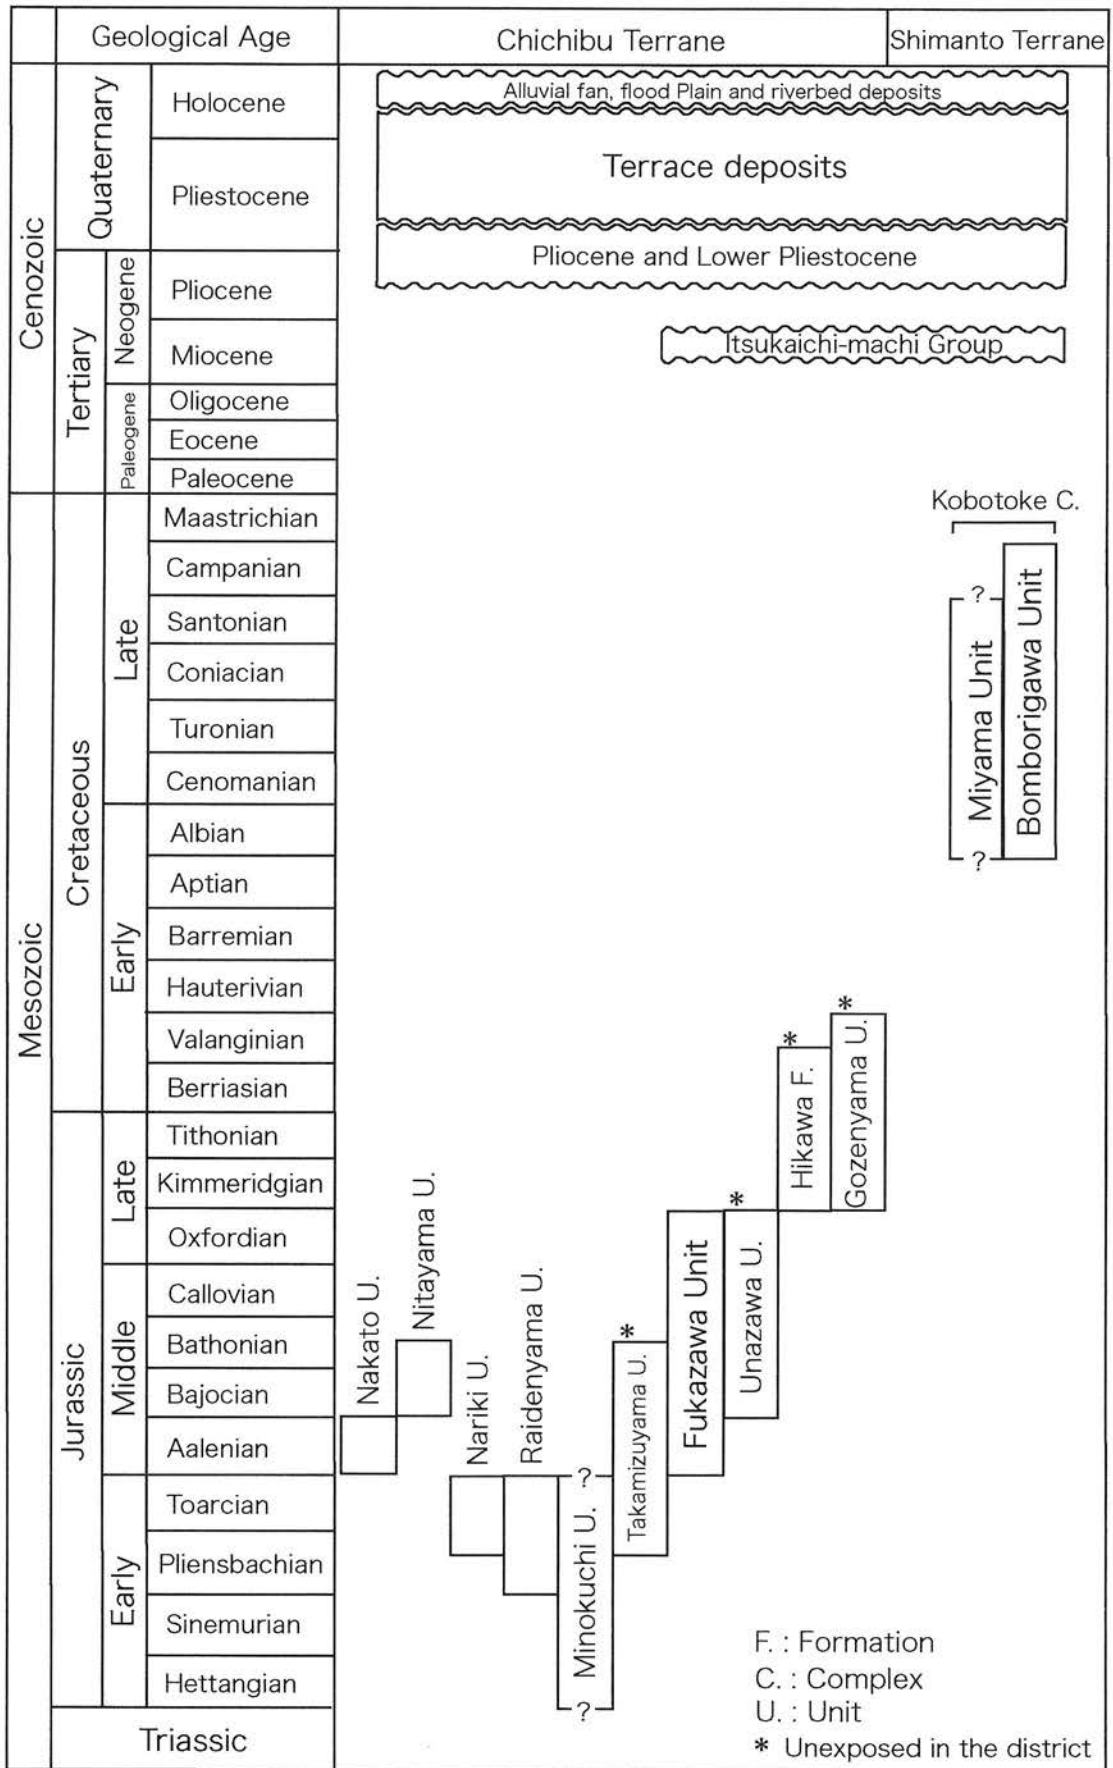 Geological Age
Chichibu Terrane
Shimanto Terrane
Cenozoic
Quaternary
Holocene
Pliestocene
Tertiary
Neogene
Pliocene
Miocene
Paleogene
Oligocene
Eocene
Paleocene
Mesozoic
Cretaceous
Late
Maastrichian
Campanian
Santonian
Coniacian
Turonian
Cenomanian
Early
Albian
Aptian
Barremian
Hauterivian
Valanginian
Berriasian
Jurassic
Late
Tithonian
Kimmeridgian
Oxfordian
Middle
Callovian
Bathonian
Bajocian
Aalenian
Early
Toarcian
Pliensbachian
Sinemurian
Hettangian
Triassic
Alluvial fan, flood Plain and riverbed deposits
Terrace deposits
Pliocene and Lower Pliestocene
Itsukaichi-machi Group
Kobotoke C.
?
Miyama Unit
?
Bomborigawa Unit
Nakato U.
Nitayama U.
Nariki U.
Raidenyama U.
?
Minokuchi U.
?
*
Takamizuyama U.
Fukazawa Unit
*
Unazawa U.
*
Hikawa F.
*
Gozenyama U.
F. : Formation
C. : Complex
U. : Unit
* Unexposed in the district